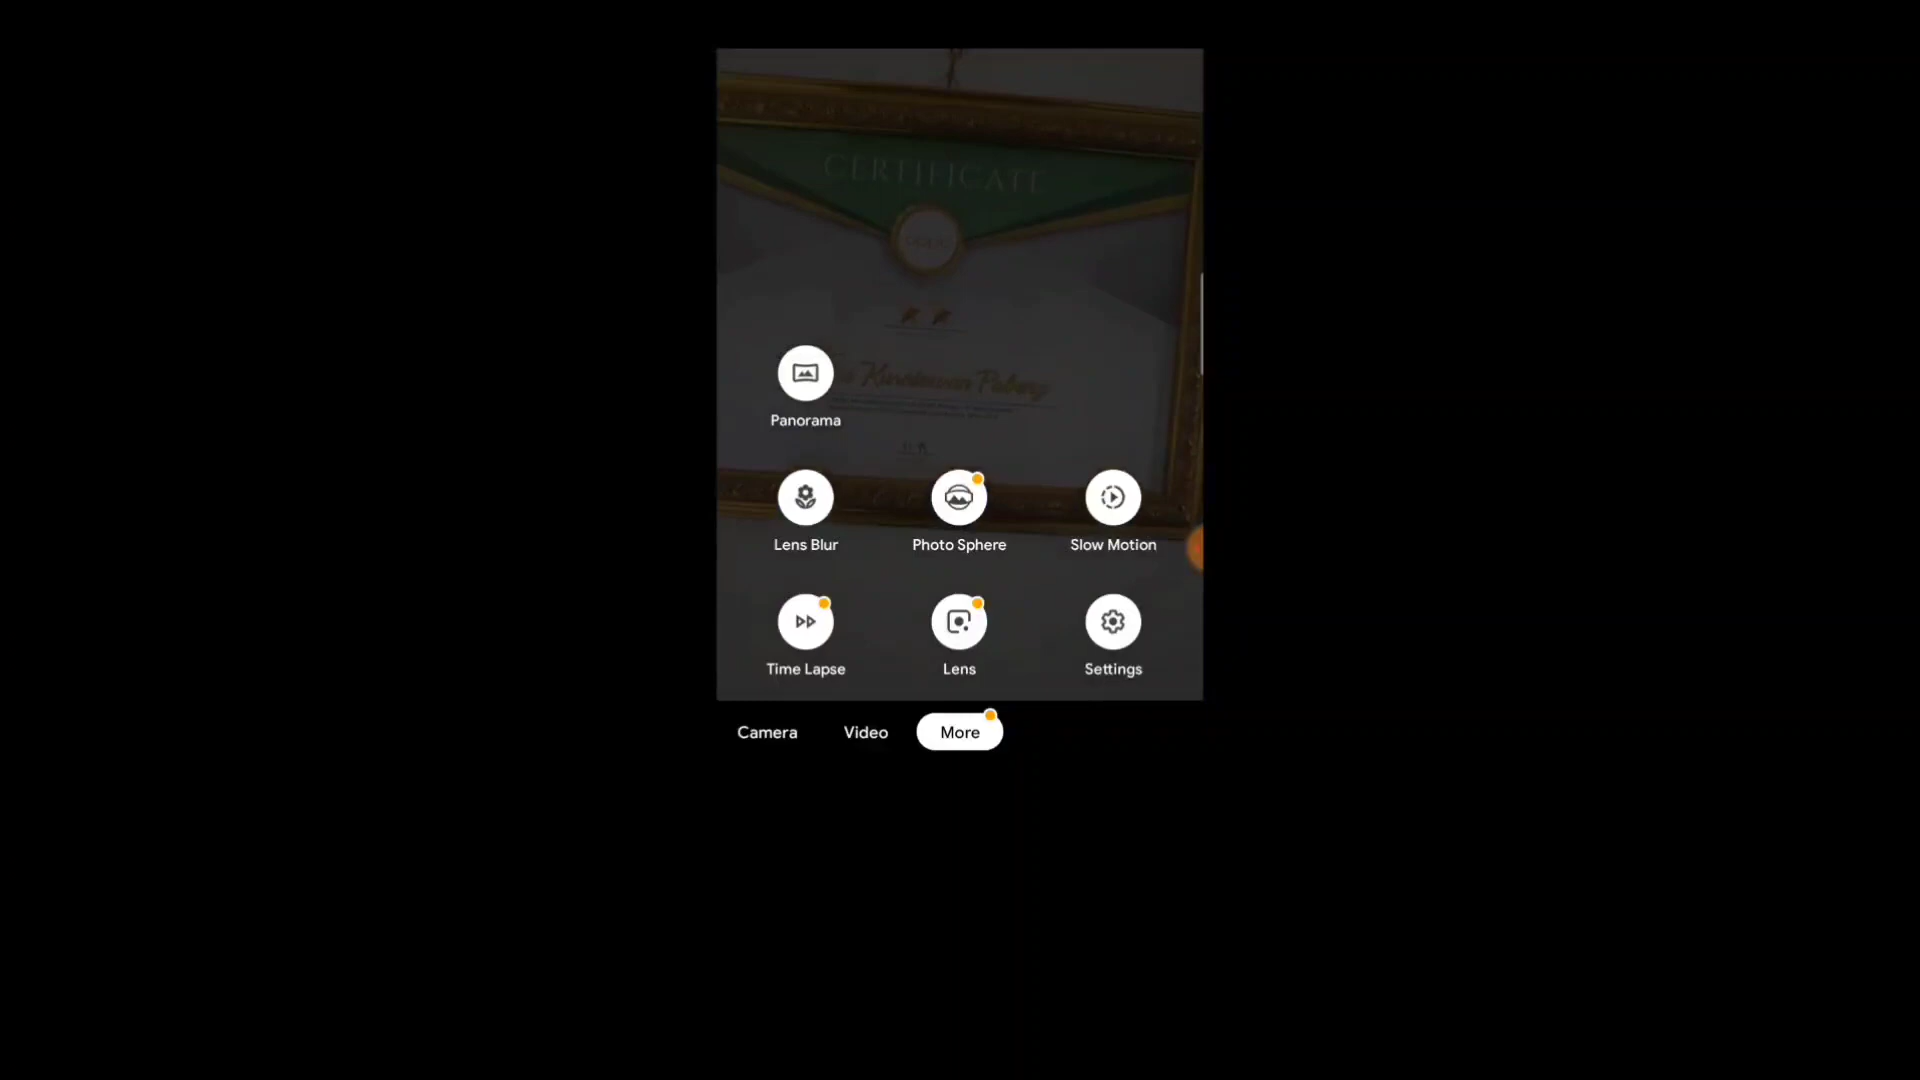 CERTIFICATE
Panorama
Lens Blur
Photo Sphere
Slow Motion
Time Lapse
Lens
Settings
Camera
Video
More